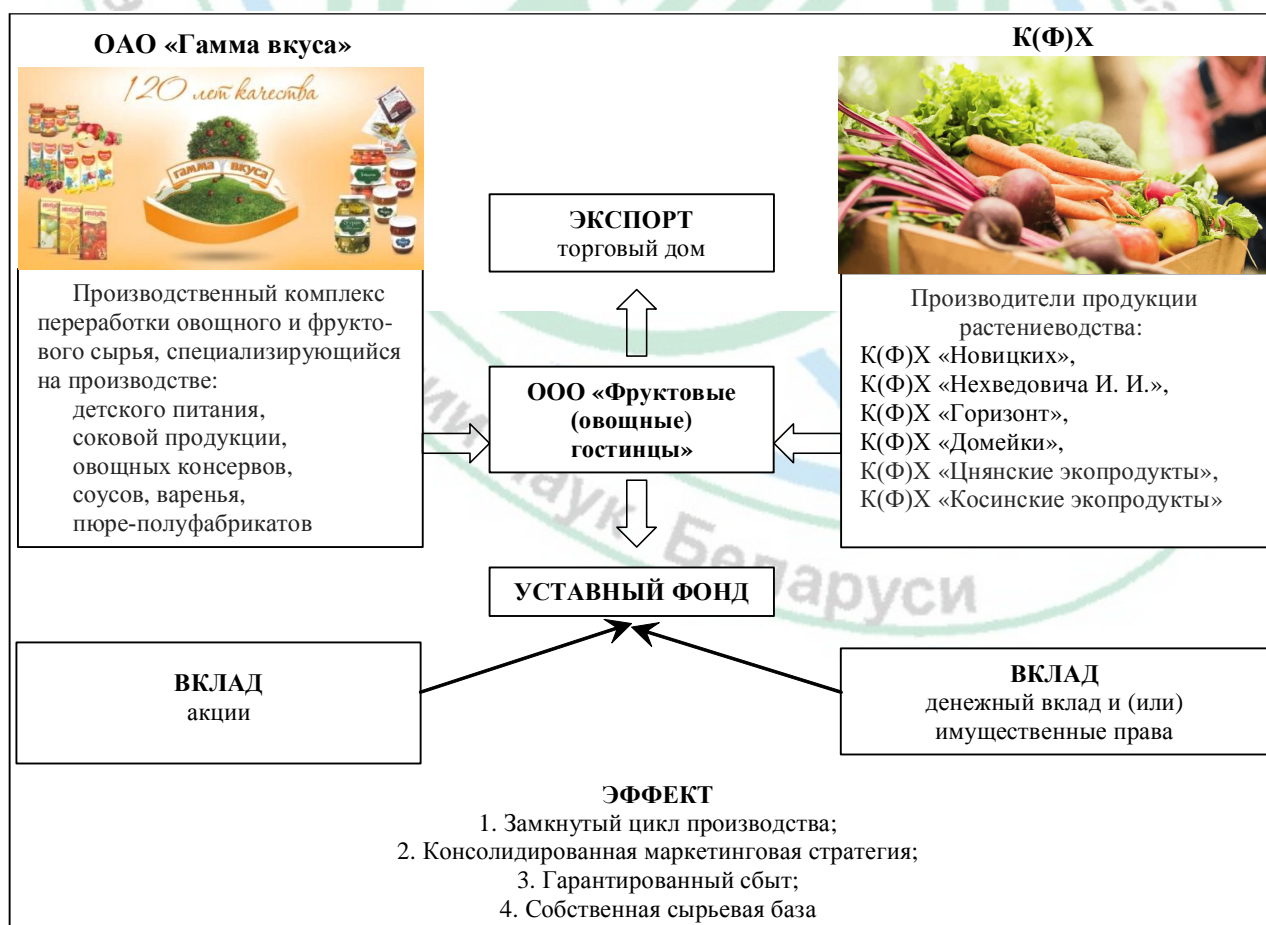 ОАО «Гамма вкуса»
120 лет качества
ГАММА ВКУСА
Производственный комплекс
переработки овощного и фрукто-
вого сырья, специализирующийся
на производстве:
детского питания,
соковой продукции,
овощных консервов,
соусов, варенья,
пюре-полуфабрикатов
ЭКСПОРТ
торговый дом
ООО «Фруктовые
(овощные)
гостинцы»
УСТАВНЫЙ ФОНД
К(Ф)Х
Производители продукции
растениеводства:
К(Ф)Х «Новицких»,
К(Ф)Х «Нехведовича И. И.»,
К(Ф)Х «Горизонт»,
К(Ф)Х «Домейки»,
К(Ф)Х «Цнянские экопродукты»,
К(Ф)Х «Косинские экопродукты»
ВКЛАД
акции
ВКЛАД
денежный вклад и (или)
имущественные права
ЭФФЕКТ
1. Замкнутый цикл производства;
2. Консолидированная маркетинговая стратегия;
3. Гарантированный сбыт;
4. Собственная сырьевая база
наук Беларуси